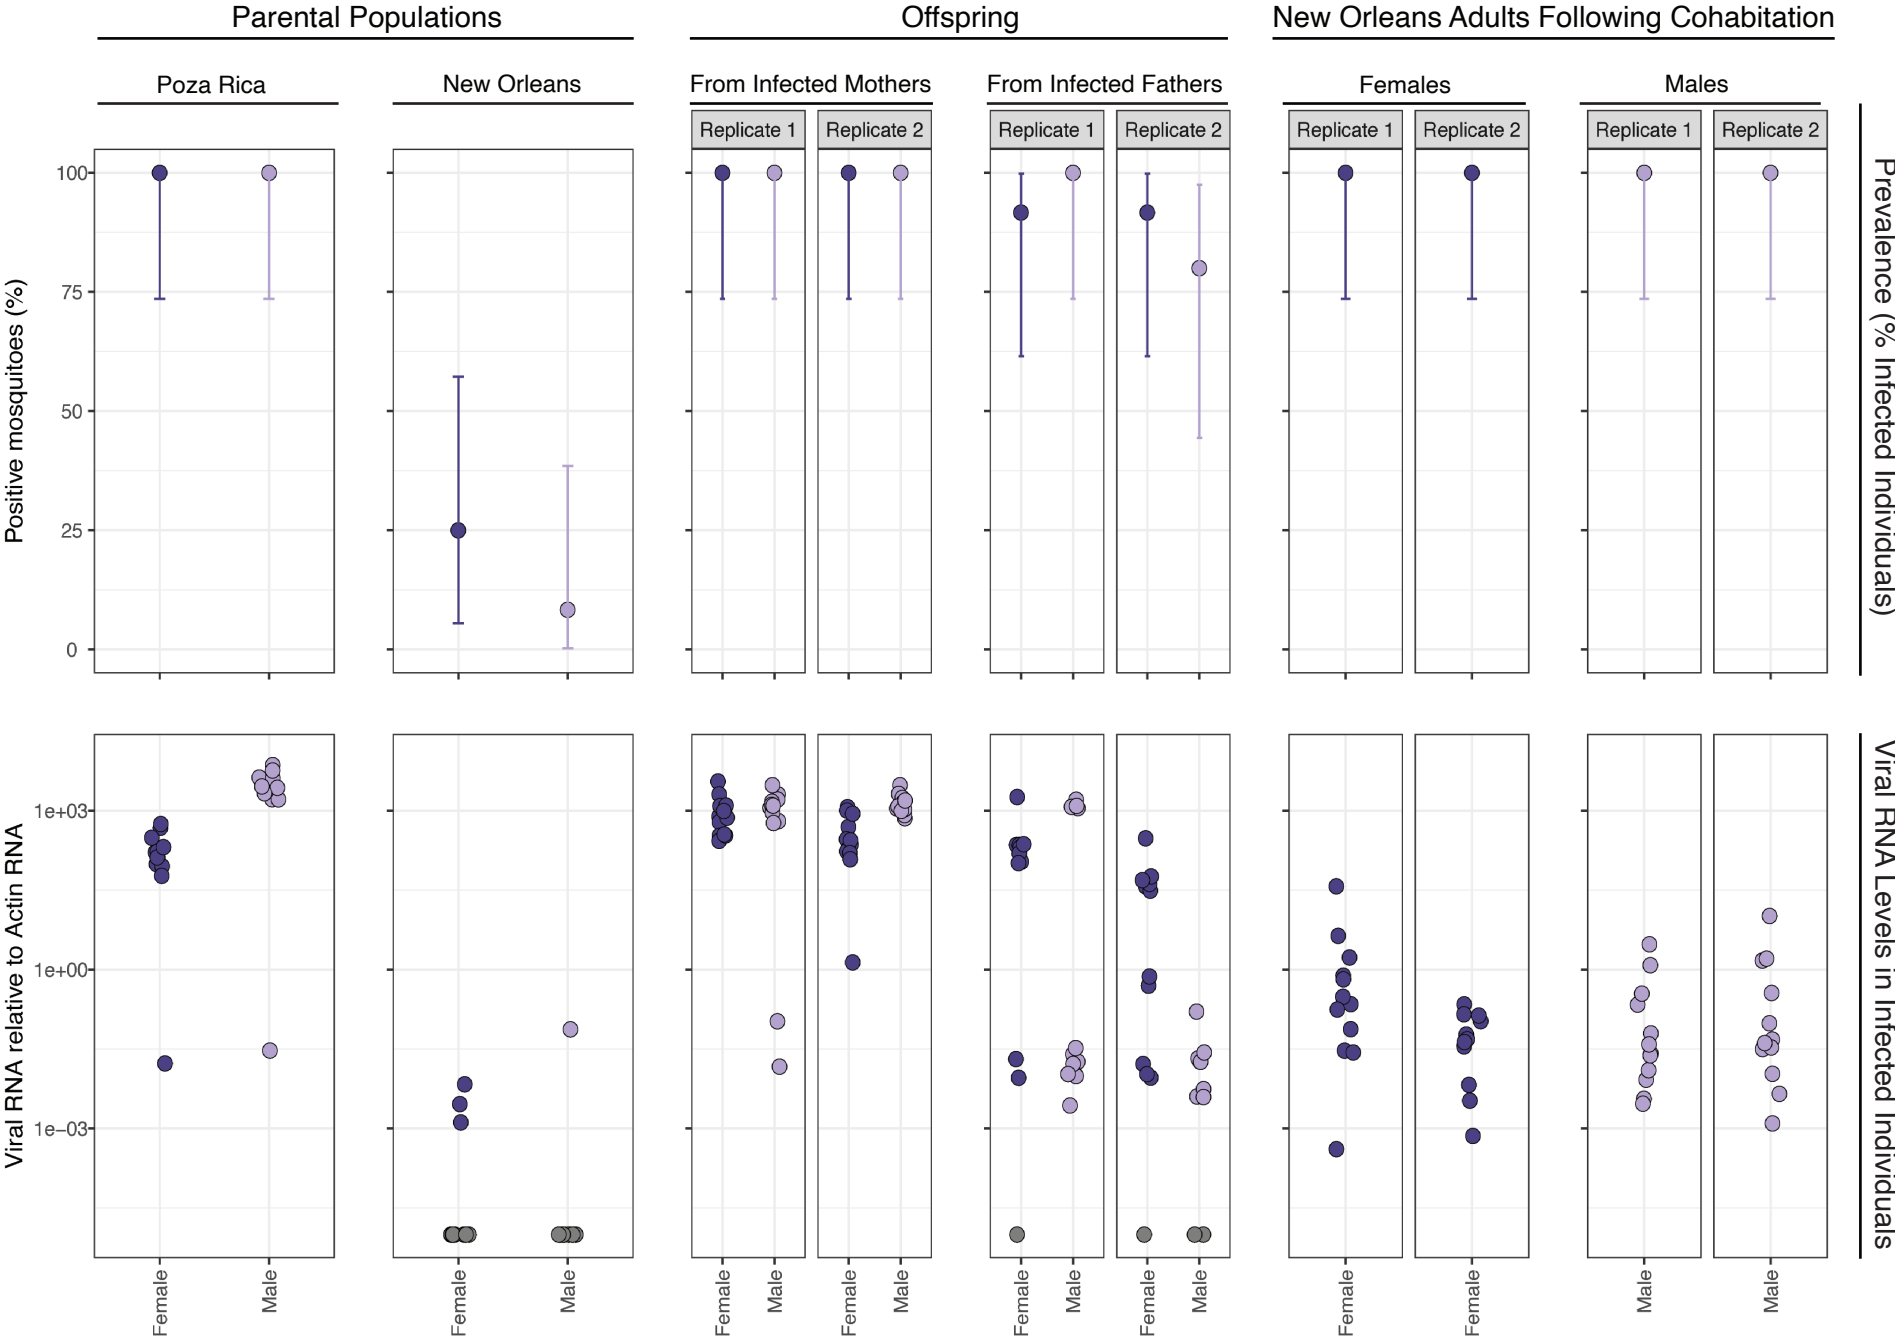 Parental Populations
Offspring
New Orleans Adults Following Cohabitation
Poza Rica
New Orleans
From Infected Mothers
From Infected Fathers
Females
Males
Replicate 1
Replicate 2
Replicate 1
Replicate 2
Replicate 1
Replicate 2
Replicate 1
Replicate 2
Positive mosquitoes (%)
100
75
50
25
0
Prevalence (% Infected Individuals)
Viral RNA relative to Actin RNA
1e+03
1e+00
1e−03
Viral RNA Levels in Infected Individuals
Female
Male
Female
Male
Female
Male
Female
Male
Female
Male
Female
Male
Female
Female
Male
Male